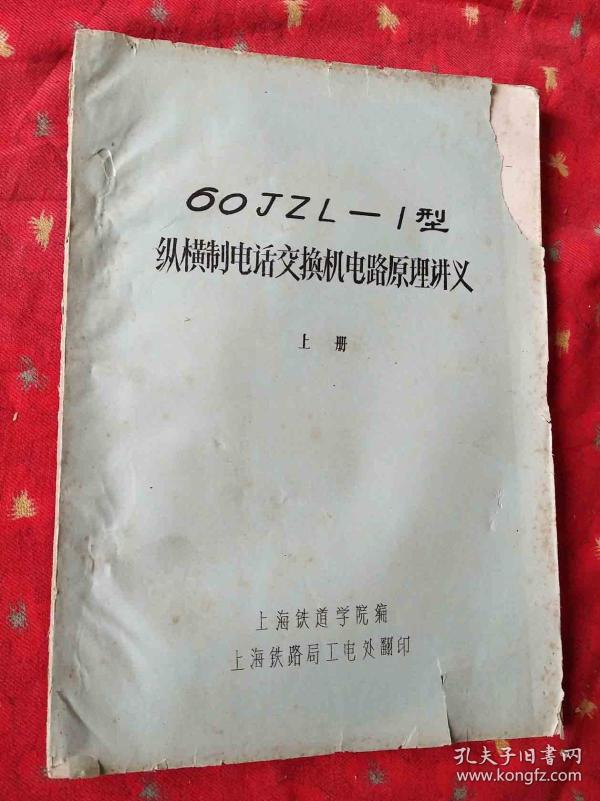 60JZL—1型
纵横制电话交换机电路原理讲义
上册
上海铁道学院编
上海铁路局工电处翻印
孔夫子旧书网
www.kongfz.com